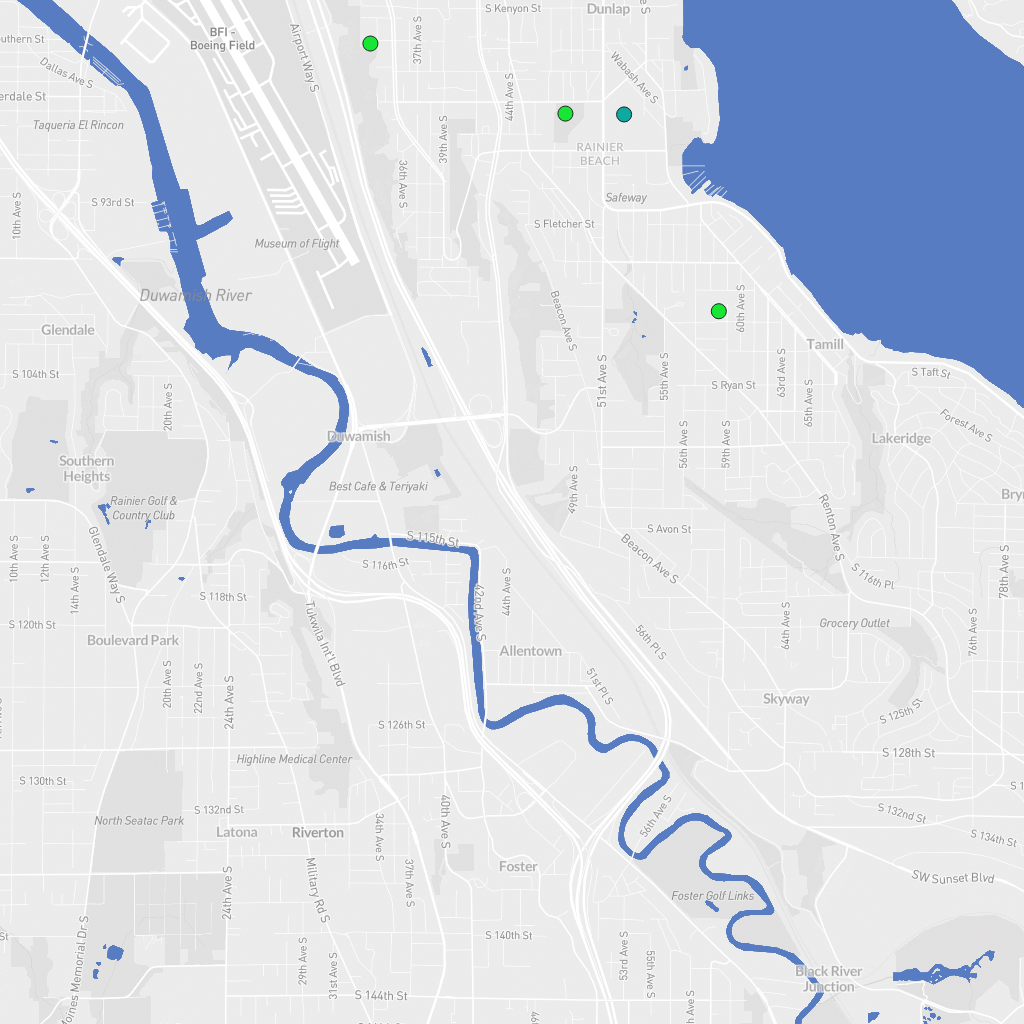 S Kenyon St
Dunlap
BFI -
Boeing Field
Airport Way S
37th Ave S
Dallas Ave S
Wabash Ave S
44th Ave S
Taqueria El Rincon
39th Ave S
RAINIER
BEACH
36th Ave S
S 93rd St
10th Ave S
Safeway
S Fletcher St
Museum of Flight
Duwamish River
Beacon Ave S
60th Ave S
Glendale
Tamill
S 104th St
20th Ave S
51st Ave S
55th Ave S
63rd Ave S
S Ryan St
65th Ave S
S Taft St
Forest Ave S
Duwamish
56th Ave S
59th Ave S
Lakeridge
Southern
Heights
Best Cafe & Teriyaki
49th Ave S
Rainier Golf &
Country Club
Renton Ave S
S Avon St
Glendale Way S
10th Ave S
12th Ave S
14th Ave S
S 115th St
S 116th St
Beacon Ave S
S 116th Pl
78th Ave S
S 118th St
42nd Ave S
44th Ave S
S 120th St
Boulevard Park
Tukwila Int'l Blvd
Allentown
56th Pl S
64th Ave S
Grocery Outlet
76th Ave S
20th Ave S
22nd Ave S
24th Ave S
51st Pl S
Skyway
S 126th St
S 125th St
Highline Medical Center
S 128th St
S 130th St
S 132nd St
North Seatac Park
Latona
Riverton
34th Ave S
40th Ave S
56th Ave S
S 132nd St
S 134th St
Foster
37th Ave S
Military Rd S
24th Ave S
SW Sunset Blvd
Foster Golf Links
S 140th St
29th Ave S
31st Ave S
53rd Ave S
55th Ave S
Black River
Junction
S 144th St